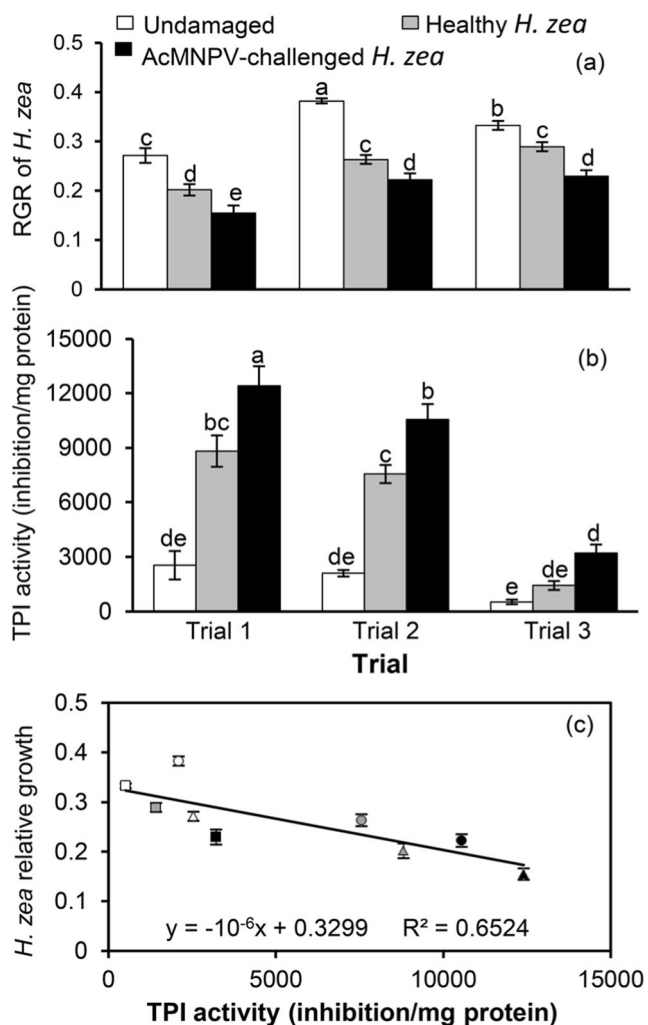 Undamaged Healthy H. zea
AcMNPV-challenged H. zea
0.5
0.4
0.3
0.2
0.1
0
RGR of H. zea
(a)
c
d
e
a
c
d
b
c
d
15000
12000
9000
6000
3000
0
TPI activity (inhibition/mg protein)
(b)
de
bc
a
de
c
b
e
de
d
Trial 1 Trial 2 Trial 3
Trial
0.5
0.4
0.3
0.2
0.1
0
H. zea relative growth
(c)
y = -10⁻⁶x + 0.3299 R² = 0.6524
0 5000 10000 15000
TPI activity (inhibition/mg protein)